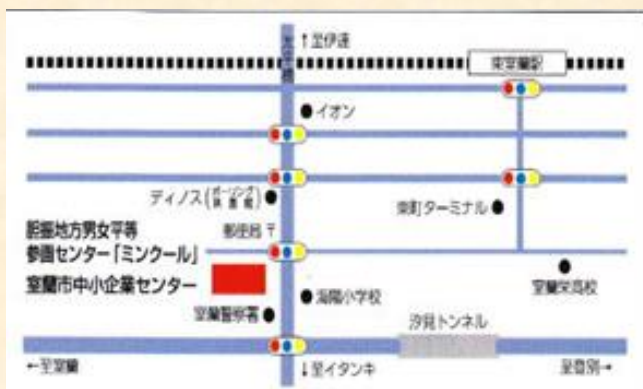 ↑至伊達
東室蘭駅
イオン
ディノス(ボーリング 映画館)
東町ターミナル
胆振地方男女平等
参画センター「ミンクール」
郵便局 〒
室蘭市中小企業センター
海陽小学校
室蘭栄高校
室蘭警察署
汐見トンネル
←至室蘭
↓至イタンキ
至登別→